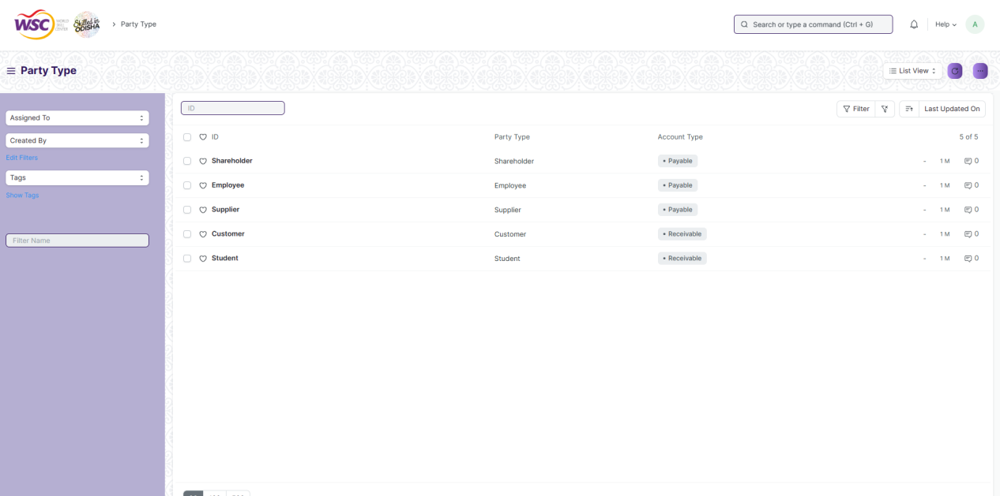 WSC WORLD SKILL CENTER Skilled in ODISHA > Party Type
Search or type a command (Ctrl + G)
Help
A
Party Type
List View
Assigned To
Created By
Edit Filters
Tags
Show Tags
Filter Name
ID
Filter
Last Updated On
ID Party Type Account Type 5 of 5
Shareholder Shareholder • Payable - 1 M 0
Employee Employee • Payable - 1 M 0
Supplier Supplier • Payable - 1 M 0
Customer Customer • Receivable - 1 M 0
Student Student • Receivable - 1 M 0